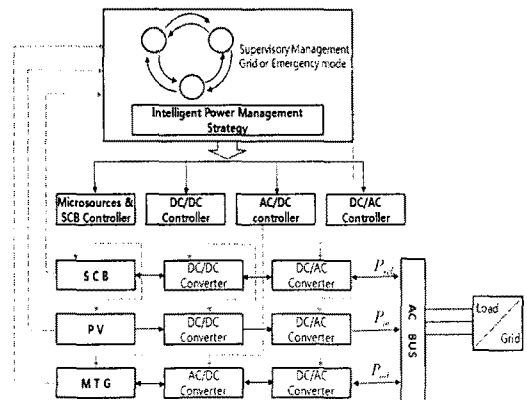 Supervisory Management
Grid or Emergency mode
Intelligent Power Management
Strategy
Microsources &
SCB Controller
DC/DC
Controller
AC/DC
controller
DC/AC
Controller
SCB
DC/DC
Converter
DC/AC
Converter
PV
DC/DC
Converter
DC/AC
Converter
MTG
AC/DC
Converter
DC/AC
Converter
AC BUS
Load
Grid